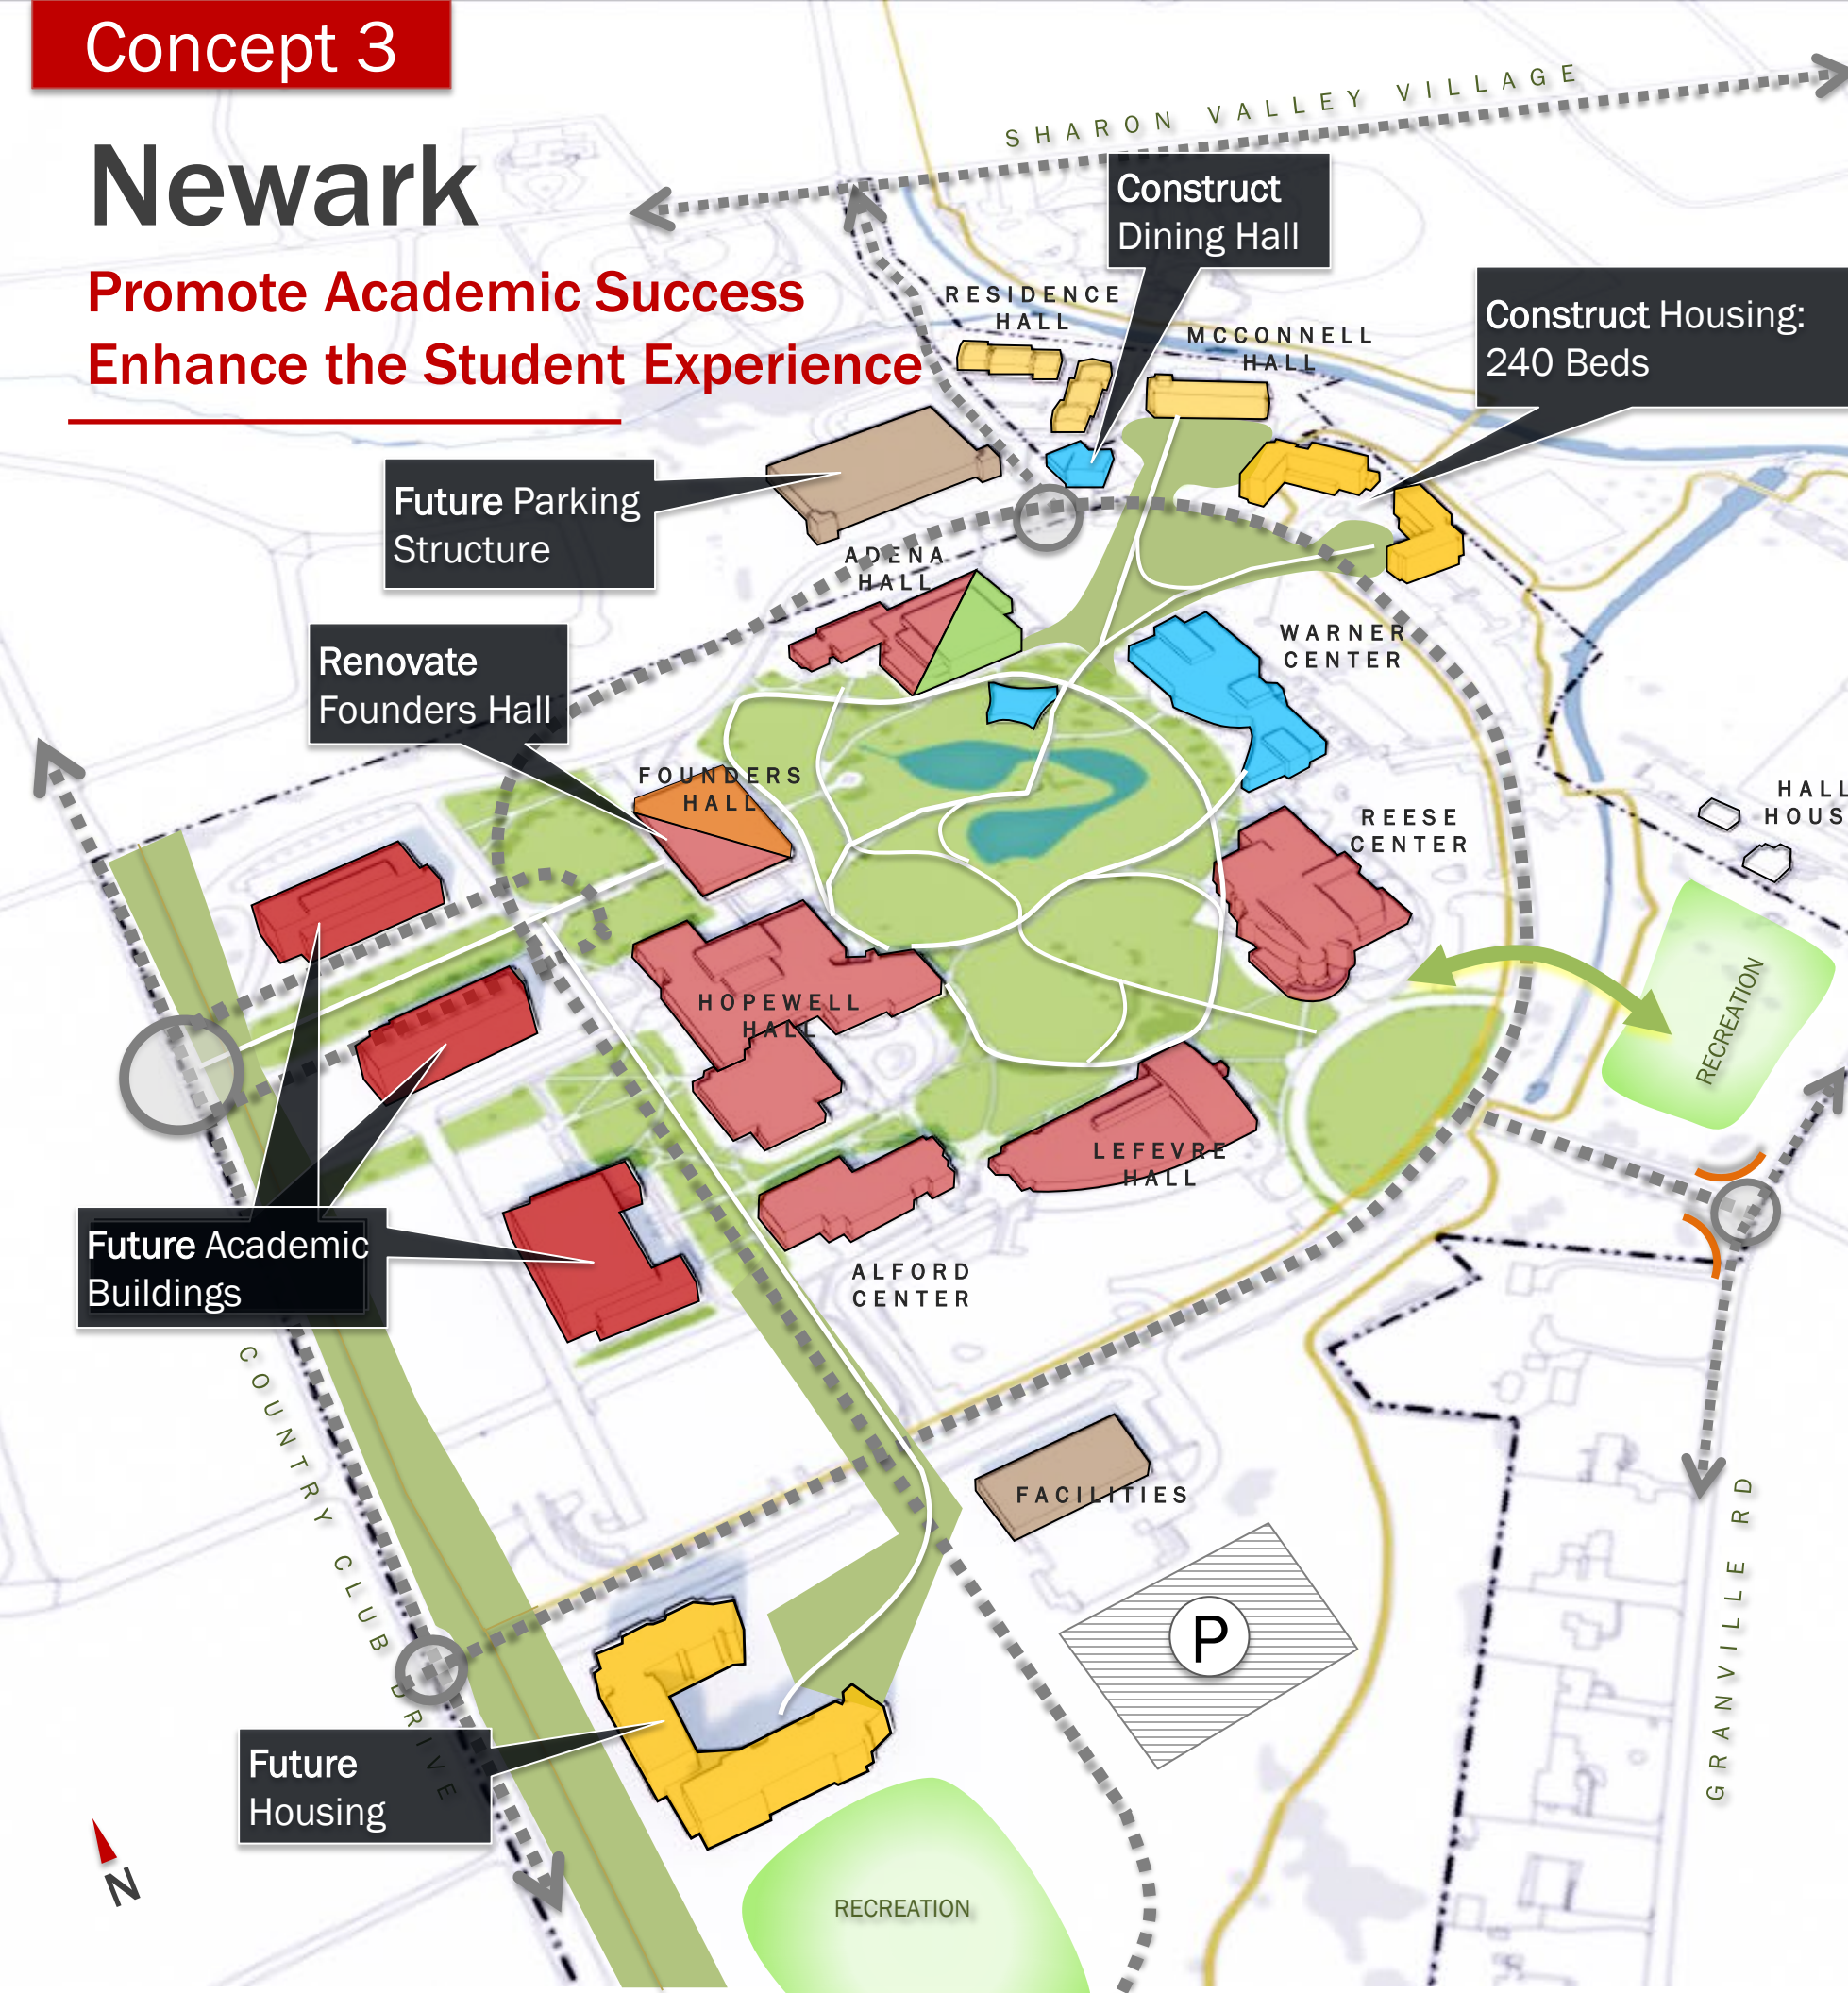 Concept 3
Newark
Promote Academic Success
Enhance the Student Experience
SHARON VALLEY VILLAGE
Construct
Dining Hall
Construct Housing:
240 Beds
RESIDENCE
HALL
MCCONNELL
HALL
Future Parking
Structure
ADENA
HALL
Renovate
Founders Hall
WARNER
CENTER
FOUNDERS
HALL
REESE
CENTER
HALL
HOUS
RECREATION
HOPEWELL
HALL
LEFEVRE
HALL
Future Academic
Buildings
ALFORD
CENTER
COUNTRY CLUB DRIVE
FACILITIES
GRANVILLE RD
P
Future
Housing
N
RECREATION